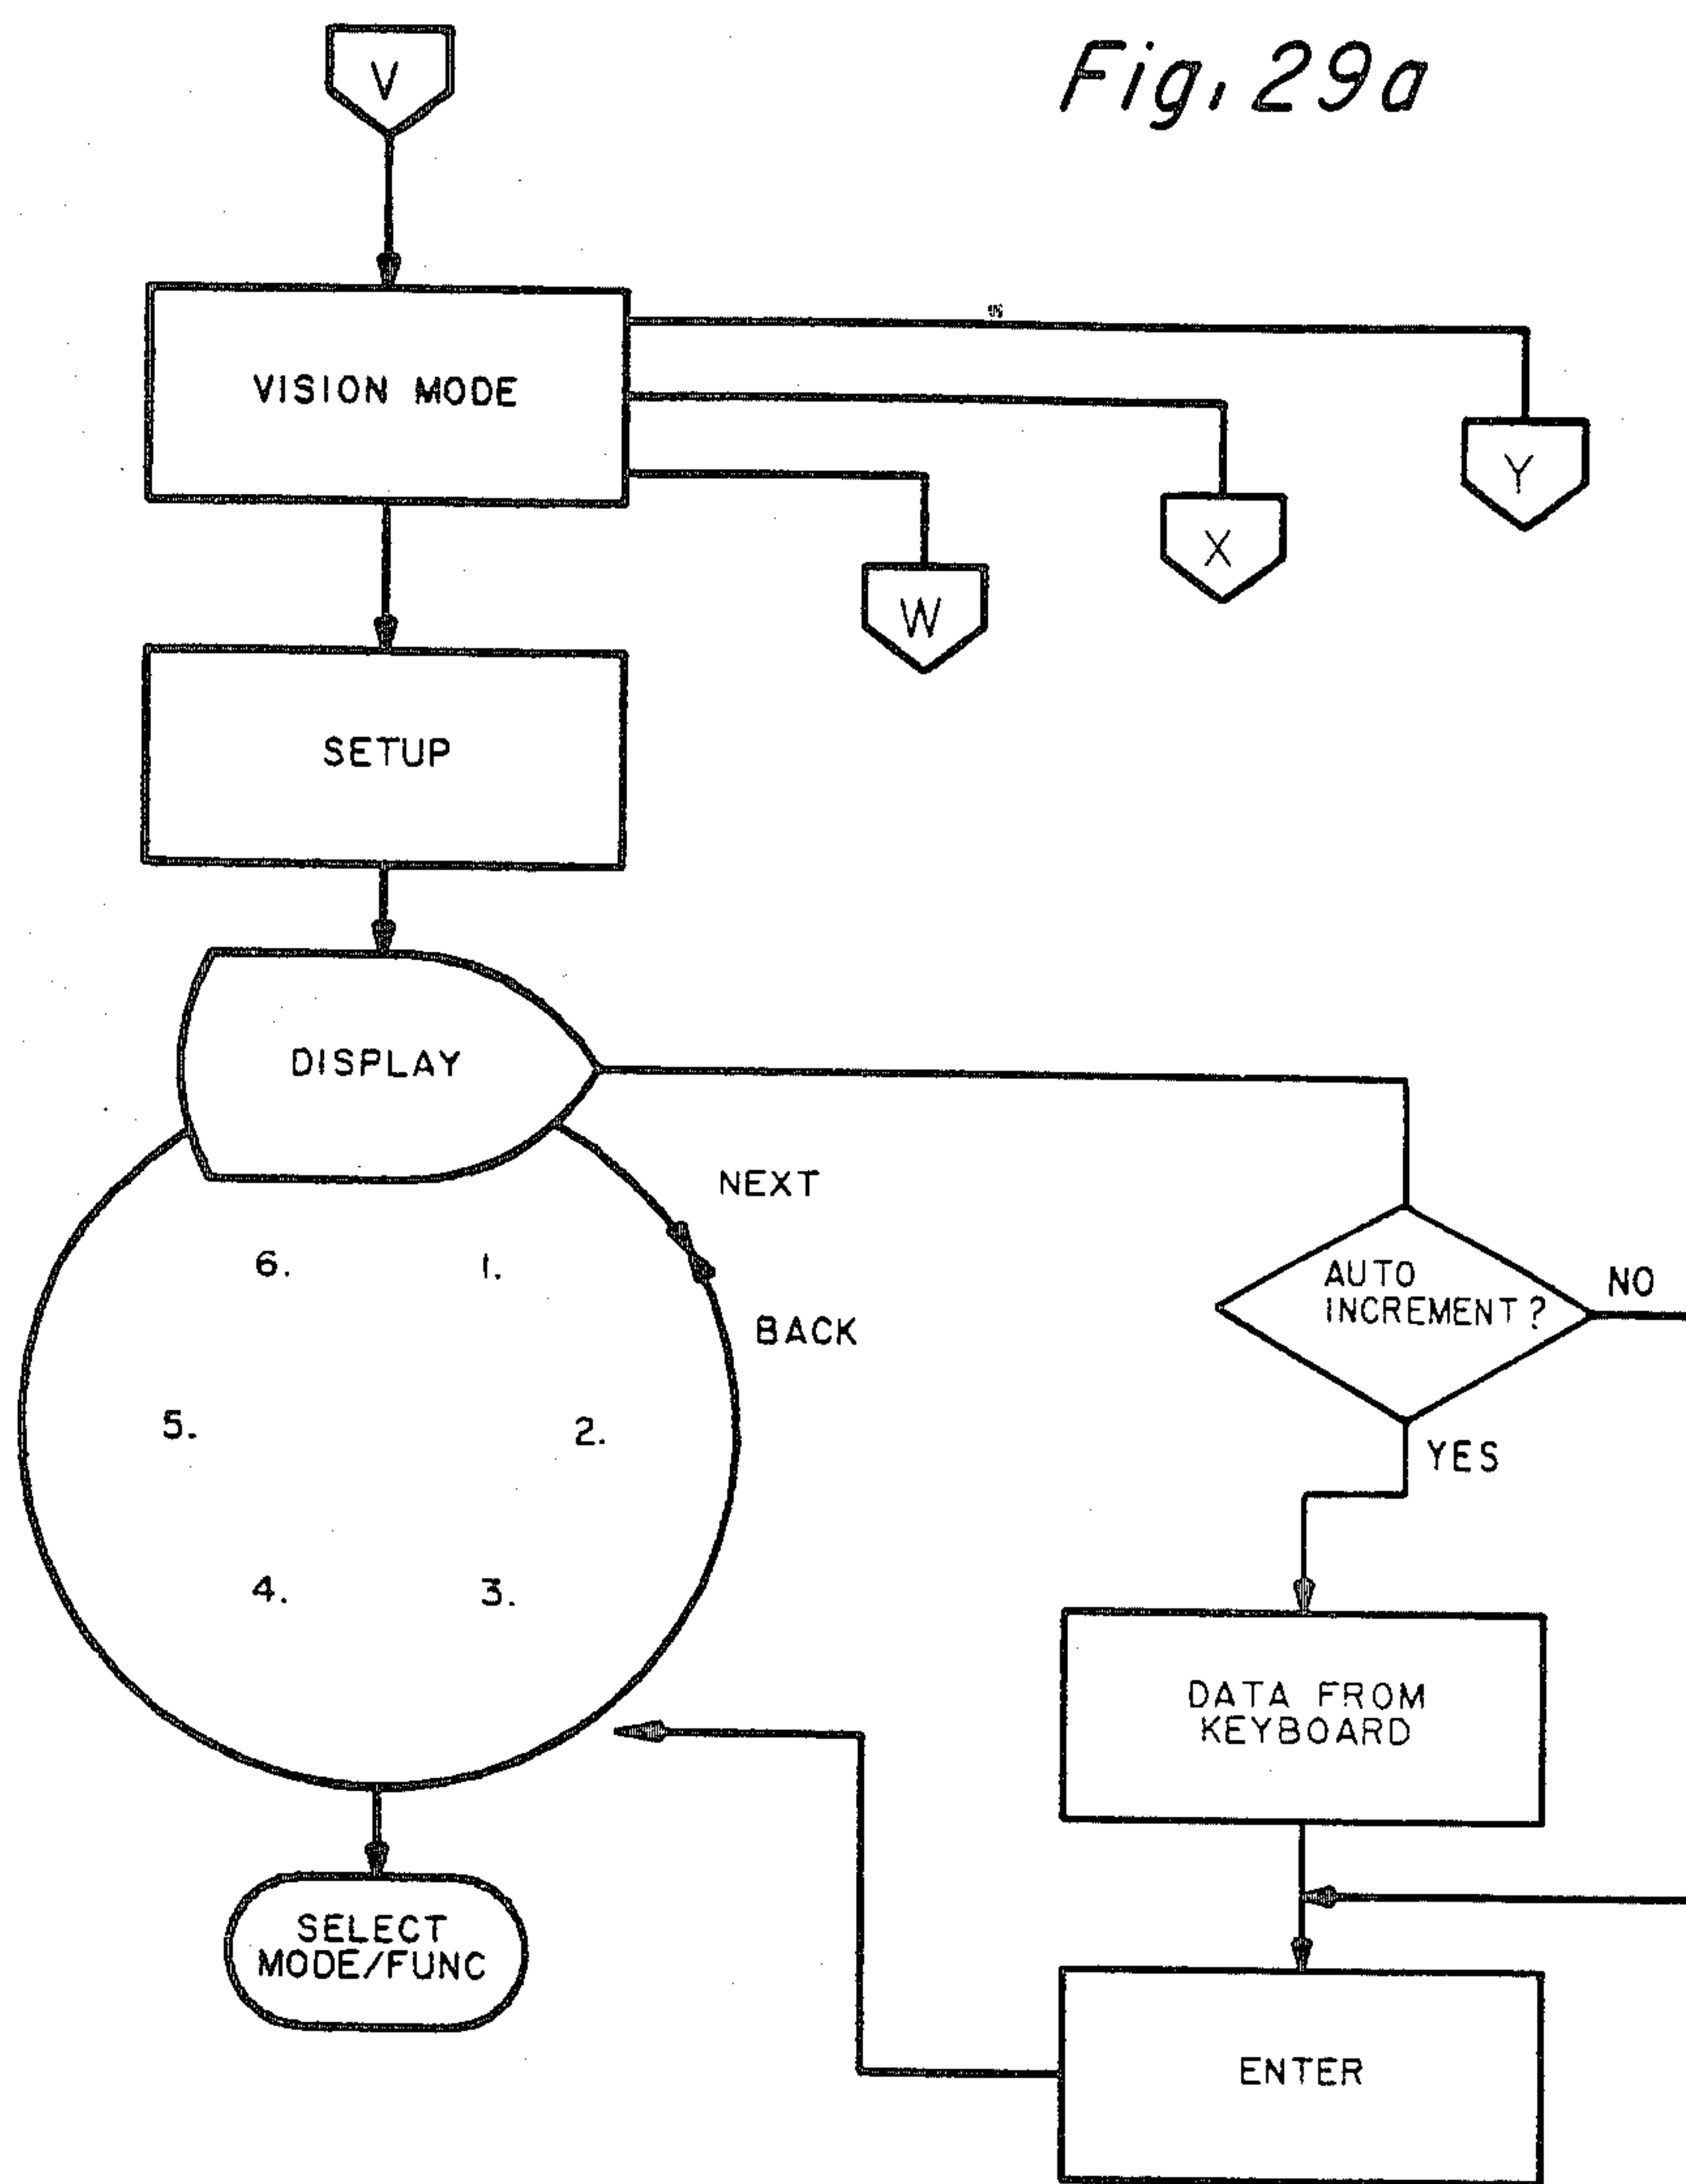 Fig. 29a
V
VISION MODE
Y
X
W
SETUP
DISPLAY
NEXT
BACK
6.
1.
5.
2.
4.
3.
AUTO
INCREMENT?
NO
YES
DATA FROM
KEYBOARD
SELECT
MODE/FUNC
ENTER